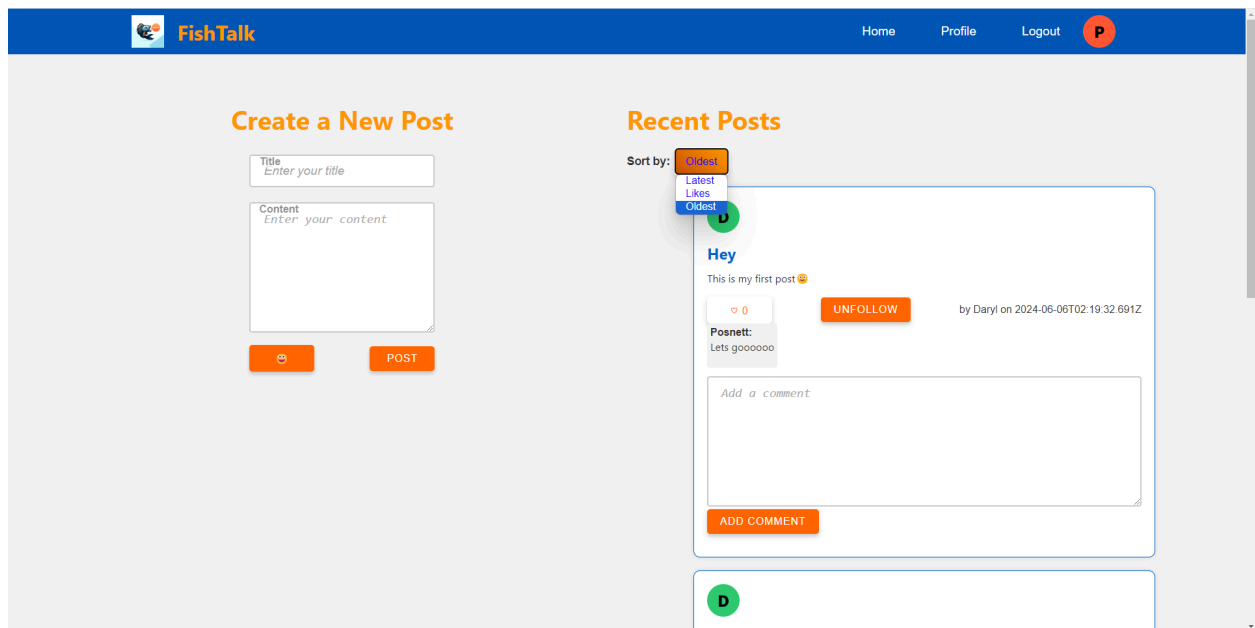 FishTalk
Home
Profile
Logout
P
Create a New Post
Title
Enter your title
Content
Enter your content
POST
Recent Posts
Sort by: Oldest
Latest
Likes
Oldest
D
Hey
This is my first post😀
♡ 0
UNFOLLOW
by Daryl on 2024-06-06T02:19:32.691Z
Posnett:
Lets goooooo
Add a comment
ADD COMMENT
D